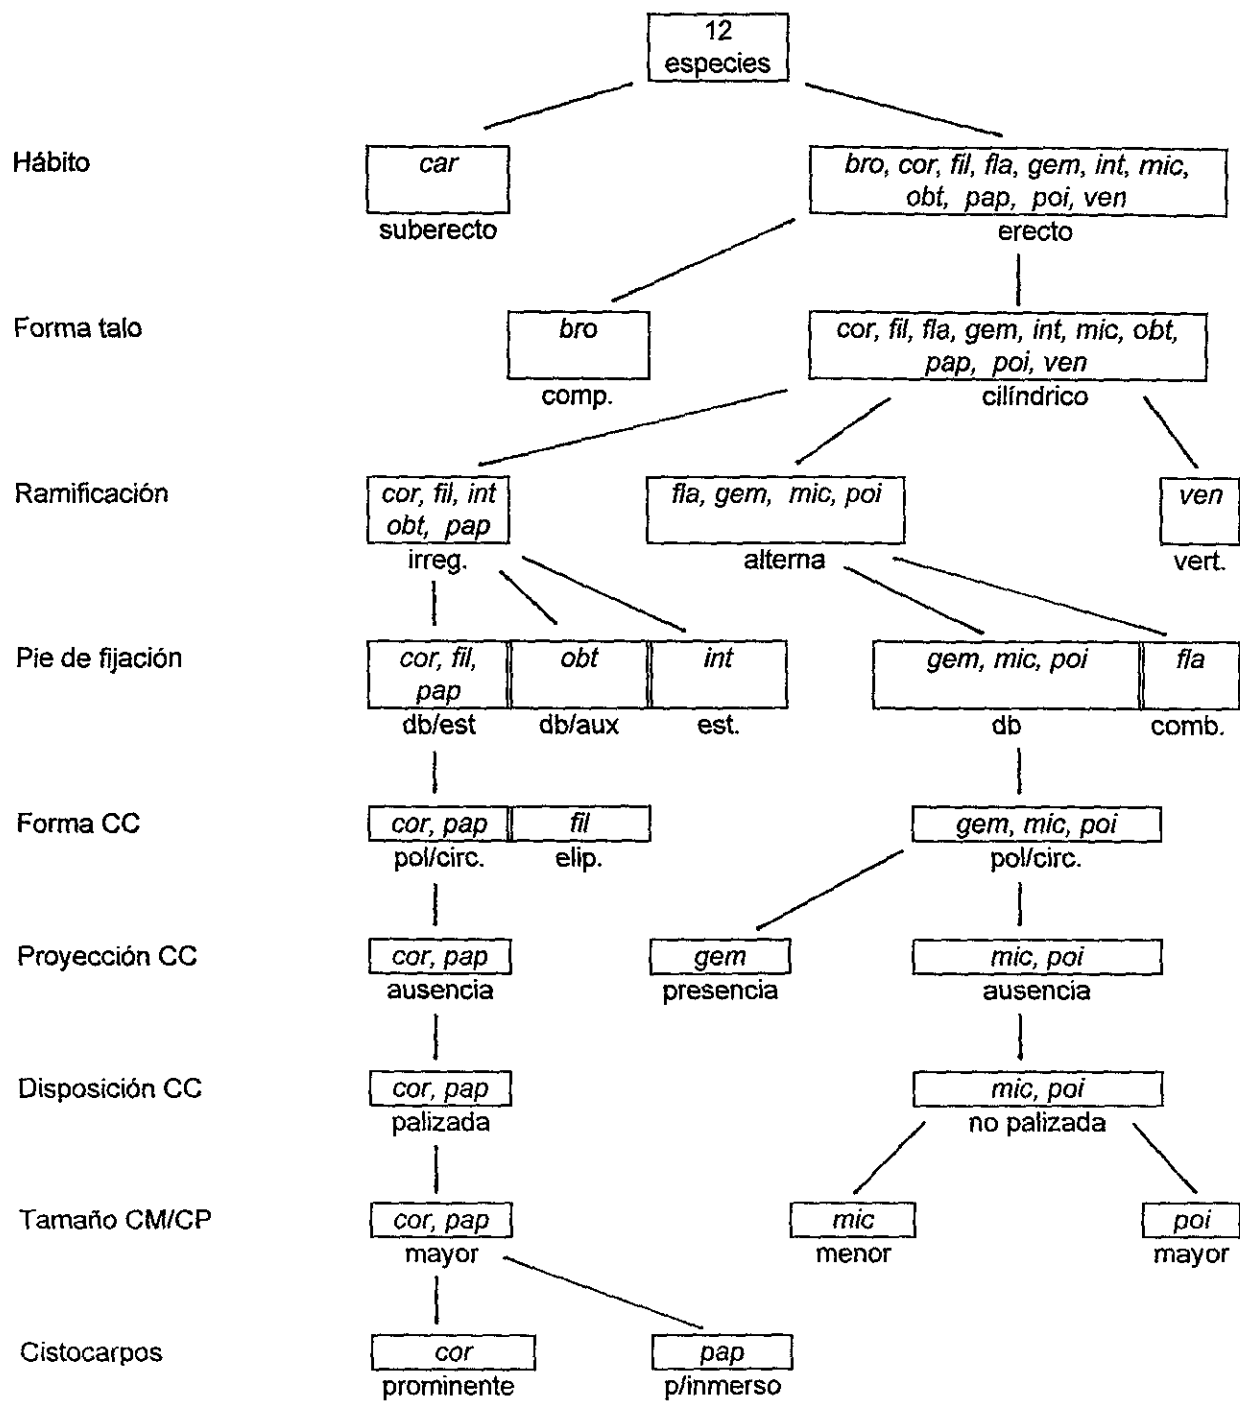 12
especies
Hábito
car
bro, cor, fil, fla, gem, int, mic,
obt, pap, poi, ven
suberecto
erecto
Forma talo
bro
cor, fil, fla, gem, int, mic, obt,
pap, poi, ven
comp.
cilíndrico
Ramificación
cor, fil, int
obt, pap
fla, gem, mic, poi
ven
irreg.
alterna
vert.
Pie de fijación
cor, fil,
pap
obt
int
gem, mic, poi
fla
db/est
db/aux
est.
db
comb.
Forma CC
cor, pap
fil
gem, mic, poi
pol/circ.
elip.
pol/circ.
Proyección CC
cor, pap
gem
mic, poi
ausencia
presencia
ausencia
Disposición CC
cor, pap
mic, poi
palizada
no palizada
Tamaño CM/CP
cor, pap
mic
poi
mayor
menor
mayor
Cistocarpos
cor
pap
prominente
p/inmerso